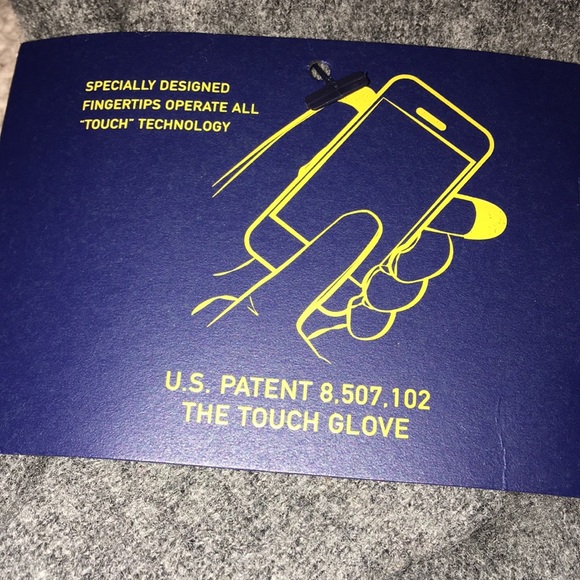 SPECIALLY DESIGNED
FINGERTIPS OPERATE ALL
"TOUCH" TECHNOLOGY
U.S. PATENT 8,507,102
THE TOUCH GLOVE